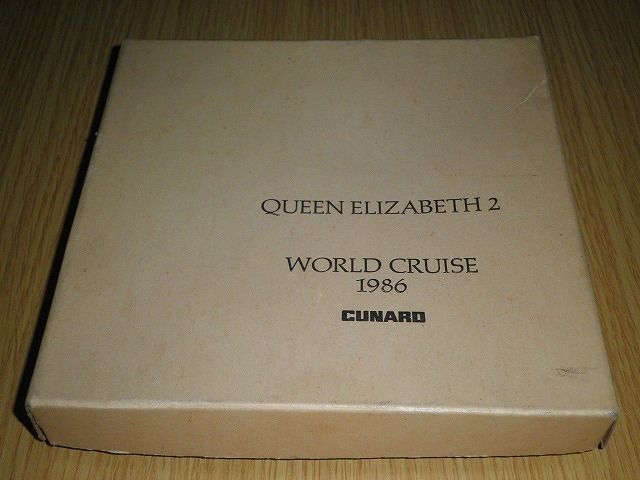 QUEEN ELIZABETH 2
WORLD CRUISE
1986
CUNARD